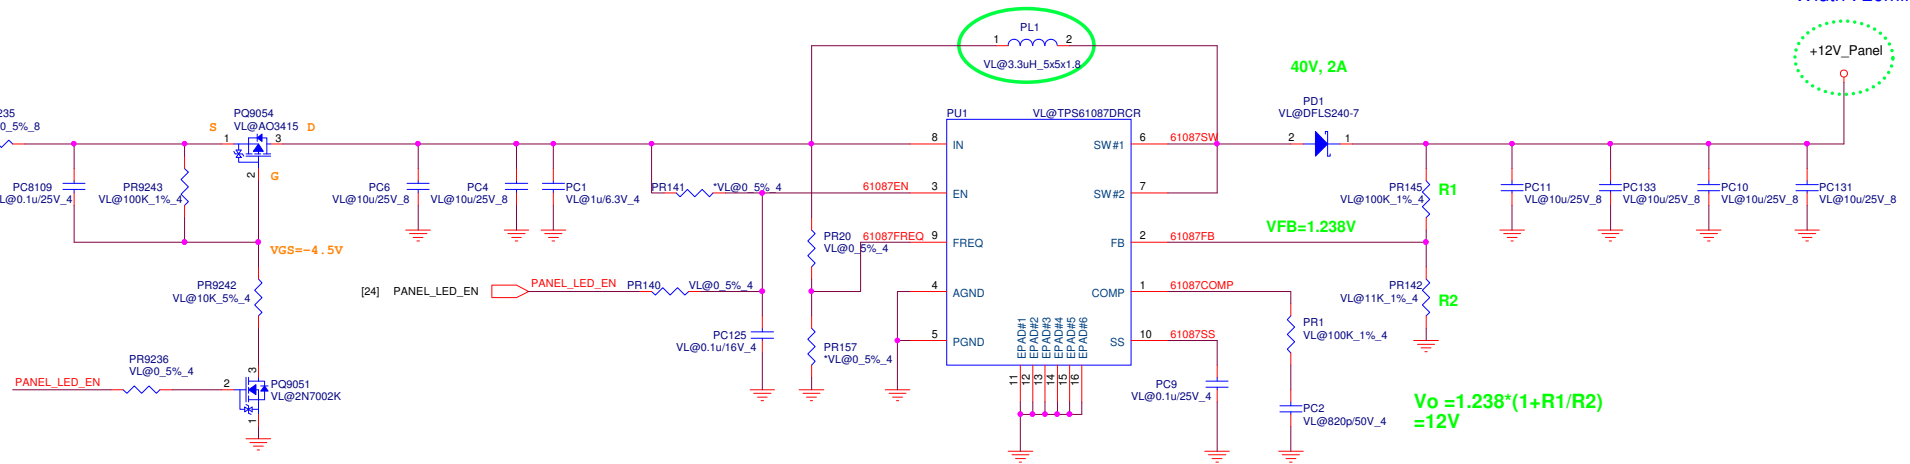 PL1
1
2
VL@3.3uH_5x5x1.8
+12V_Panel
40V, 2A
235
0_5%_8
PQ9054
VL@AO3415
S
1
3
D
2
G
PC8109
L@0.1u/25V_4
PR9243
VL@100K_1%_4
VGS=-4.5V
PR9242
VL@10K_5%_4
PR9236
VL@0_5%_4
PANEL_LED_EN
2
3
1
PQ9051
VL@2N7002K
PC6
VL@10u/25V_8
PC4
VL@10u/25V_8
PC1
VL@1u/6.3V_4
PR141
*VL@0_5%_4
61087EN
PR20
VL@0_5%_4
61087FREQ
[24]
PANEL_LED_EN
PANEL_LED_EN
PR140
VL@0_5%_4
PC125
VL@0.1u/16V_4
PR157
*VL@0_5%_4
PU1
VL@TPS61087DRCR
8
IN
3
EN
9
FREQ
4
AGND
5
PGND
SW#1
6
61087SW
SW#2
7
FB
2
61087FB
COMP
1
61087COMP
SS
10
61087SS
EPAD#1
EPAD#2
EPAD#3
EPAD#4
EPAD#5
EPAD#6
11
12
13
14
15
16
PD1
VL@DFLS240-7
2
1
VFB=1.238V
PR145
VL@100K_1%_4
R1
PR142
VL@11K_1%_4
R2
PR1
VL@100K_1%_4
PC9
VL@0.1u/25V_4
PC2
VL@820p/50V_4
PC11
VL@10u/25V_8
PC133
VL@10u/25V_8
PC10
VL@10u/25V_8
PC131
VL@10u/25V_8
Vo =1.238*(1+R1/R2)
=12V